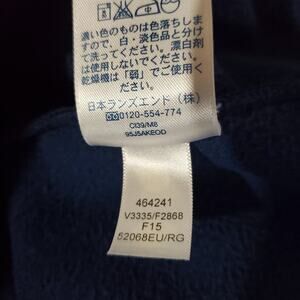 濃い色のものは色落ちしま
すので、白・淡色品と分け
て洗ってください。漂白剤
は使用しないでください。
乾燥機は「弱」でご使用く
ださい。
日本ランズエンド（株）
0120-554-774
CI39/M8
95J5AKEOD
464241
V3335/F2868
F15
52068EU/RG